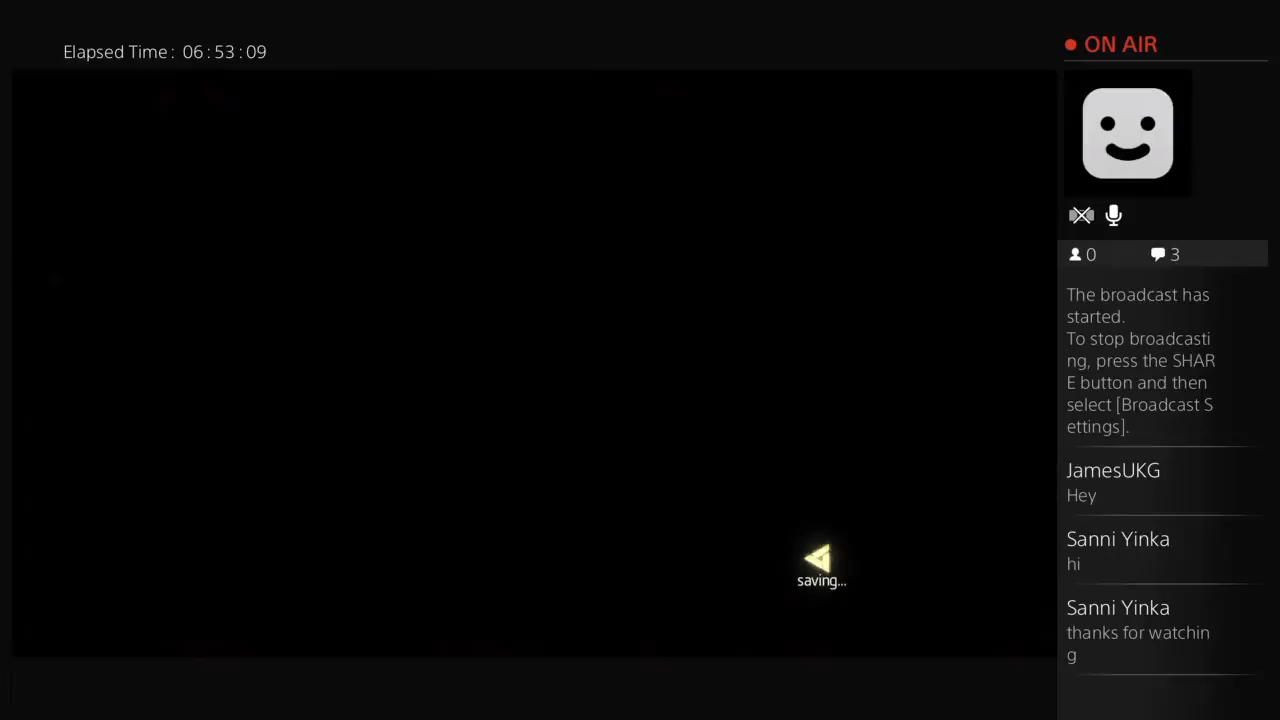 Elapsed Time: 06:53:09
ON AIR
0 3
The broadcast has
started.
To stop broadcasti
ng, press the SHAR
E button and then
select [Broadcast S
ettings].
JamesUKG
Hey
Sanni Yinka
hi
Sanni Yinka
thanks for watchin
g
saving...